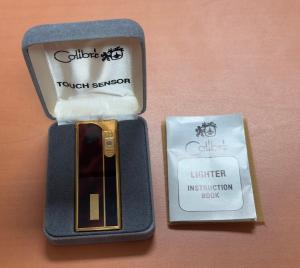 Colibri
TOUCH SENSOR
Colibri
LIGHTER
INSTRUCTION
BOOK